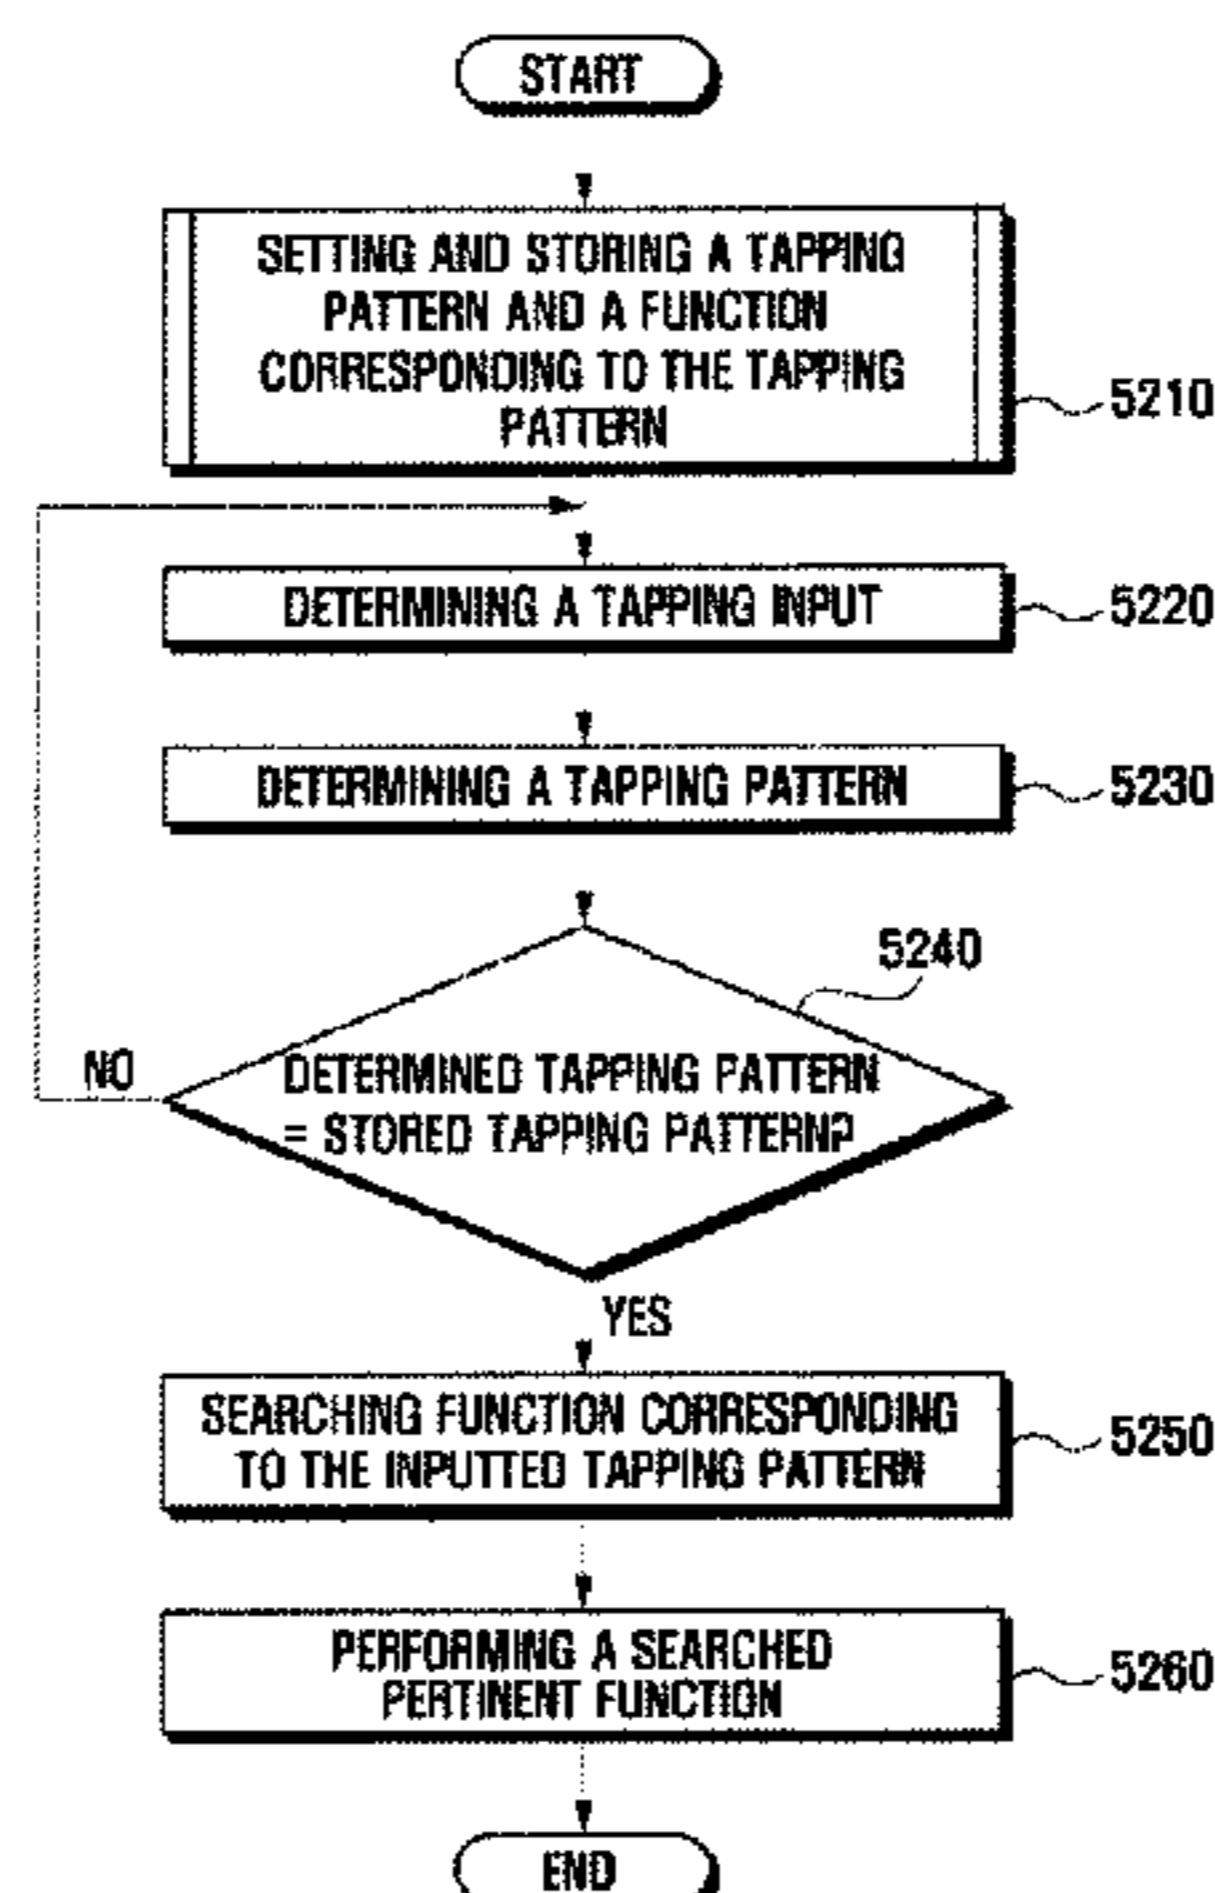 START
SETTING AND STORING A TAPPING
PATTERN AND A FUNCTION
CORRESPONDING TO THE TAPPING
PATTERN
5210
DETERMINING A TAPPING INPUT
5220
DETERMINING A TAPPING PATTERN
5230
5240
DETERMINED TAPPING PATTERN
= STORED TAPPING PATTERN?
NO
YES
SEARCHING FUNCTION CORRESPONDING
TO THE INPUTTED TAPPING PATTERN
5250
PERFORMING A SEARCHED
PERTINENT FUNCTION
5260
END